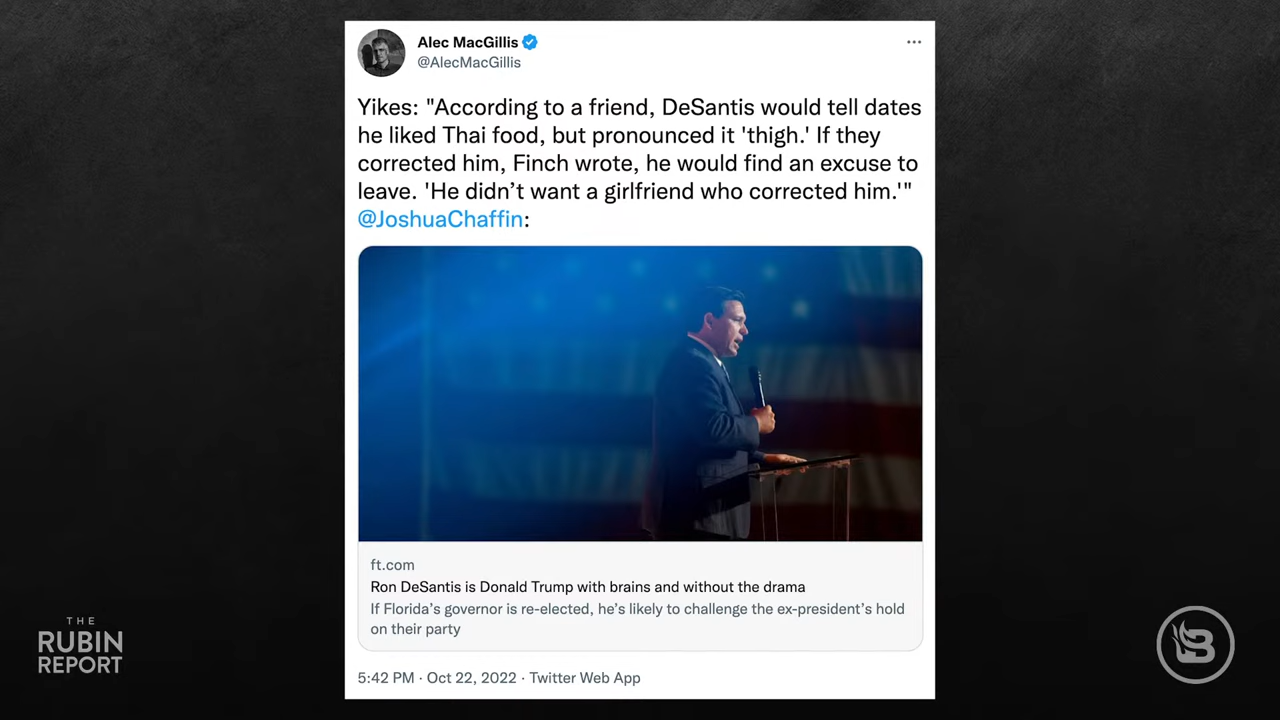 Alec MacGillis
@AlecMacGillis
Yikes: "According to a friend, DeSantis would tell dates
he liked Thai food, but pronounced it 'thigh.' If they
corrected him, Finch wrote, he would find an excuse to
leave. 'He didn’t want a girlfriend who corrected him.'"
@JoshuaChaffin:
ft.com
Ron DeSantis is Donald Trump with brains and without the drama
If Florida’s governor is re-elected, he’s likely to challenge the ex-president’s hold
on their party
5:42 PM · Oct 22, 2022 · Twitter Web App
THE
RUBIN
REPORT
B